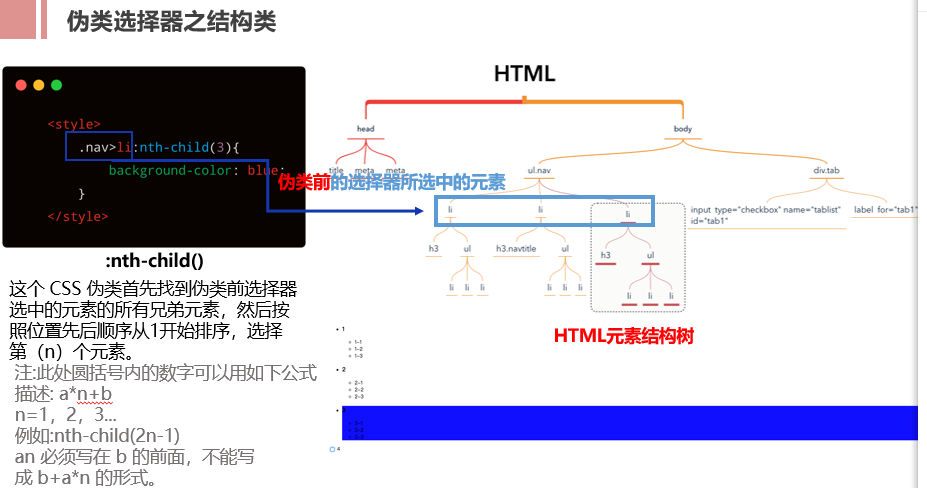 伪类选择器之结构类
<style>
.nav>li:nth-child(3){
background-color: blue;
}
</style>
:nth-child()
这个 CSS 伪类首先找到伪类前选择器
选中的元素的所有兄弟元素，然后按
照位置先后顺序从1开始排序，选择
第（n）个元素。
注:此处圆括号内的数字可以用如下公式
描述: a*n+b
n=1，2，3...
例如:nth-child(2n-1)
an 必须写在 b 的前面，不能写
成 b+a*n 的形式。
HTML
head
body
title meta meta
ul.nav
div.tab
伪类前的选择器所选中的元素
li
li
li
input type="checkbox" name="tablist"
id="tab1"
label for="tab1"
h3
ul
h3.navtitle
ul
h3
ul
li li li
li li li
li li li
HTML元素结构树
1
1-1
1-2
1-3
2
2-1
2-2
2-3
3
3-1
3-2
3-3
4